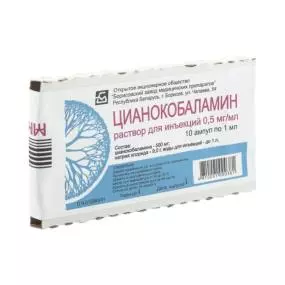 Открытое акционерное общество
"Борисовский завод медицинских препаратов"
Республика Беларусь, г. Борисов, ул. Чапаева, 64
ЦИАНОКОБАЛАМИН
раствор для инъекций 0,5 мг/мл
10 ампул по 1 мл
Состав:
цианокобаламина - 500 мкг,
натрия хлорида - 9,0 г, воды для инъекций - до 1 л.